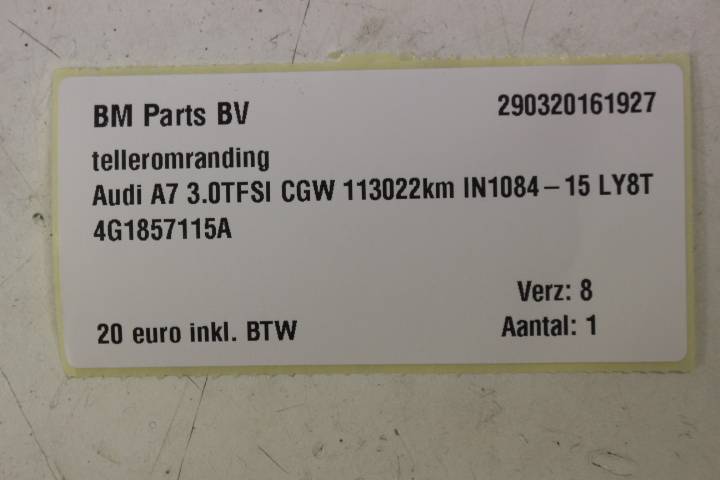 BM Parts BV 290320161927
telleromranding
Audi A7 3.0TFSI CGW 113022km IN1084-15 LY8T
4G1857115A
Verz: 8
20 euro inkl. BTW Aantal: 1